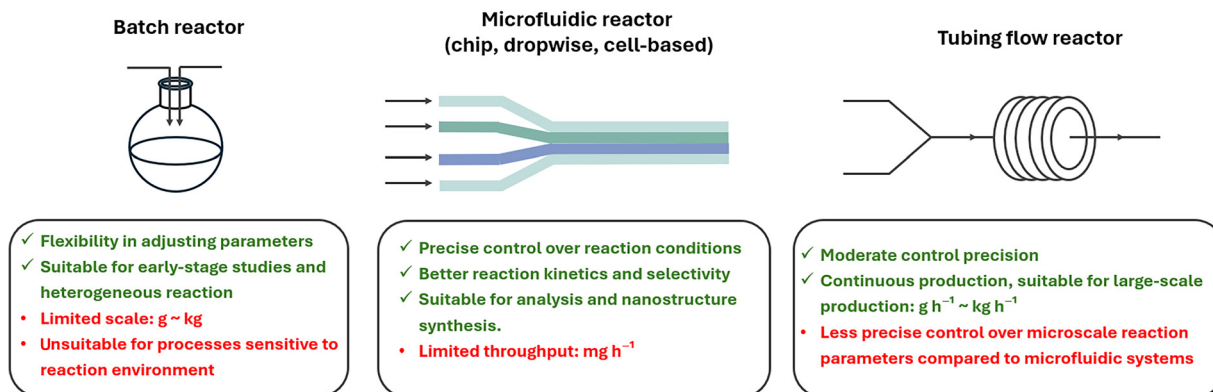 Batch reactor
✓ Flexibility in adjusting parameters
✓ Suitable for early-stage studies and
heterogeneous reaction
• Limited scale: g ~ kg
• Unsuitable for processes sensitive to
reaction environment
Microfluidic reactor
(chip, dropwise, cell-based)
✓ Precise control over reaction conditions
✓ Better reaction kinetics and selectivity
✓ Suitable for analysis and nanostructure
synthesis.
• Limited throughput: mg h⁻¹
Tubing flow reactor
✓ Moderate control precision
✓ Continuous production, suitable for large-scale
production: g h⁻¹ ~ kg h⁻¹
• Less precise control over microscale reaction
parameters compared to microfluidic systems